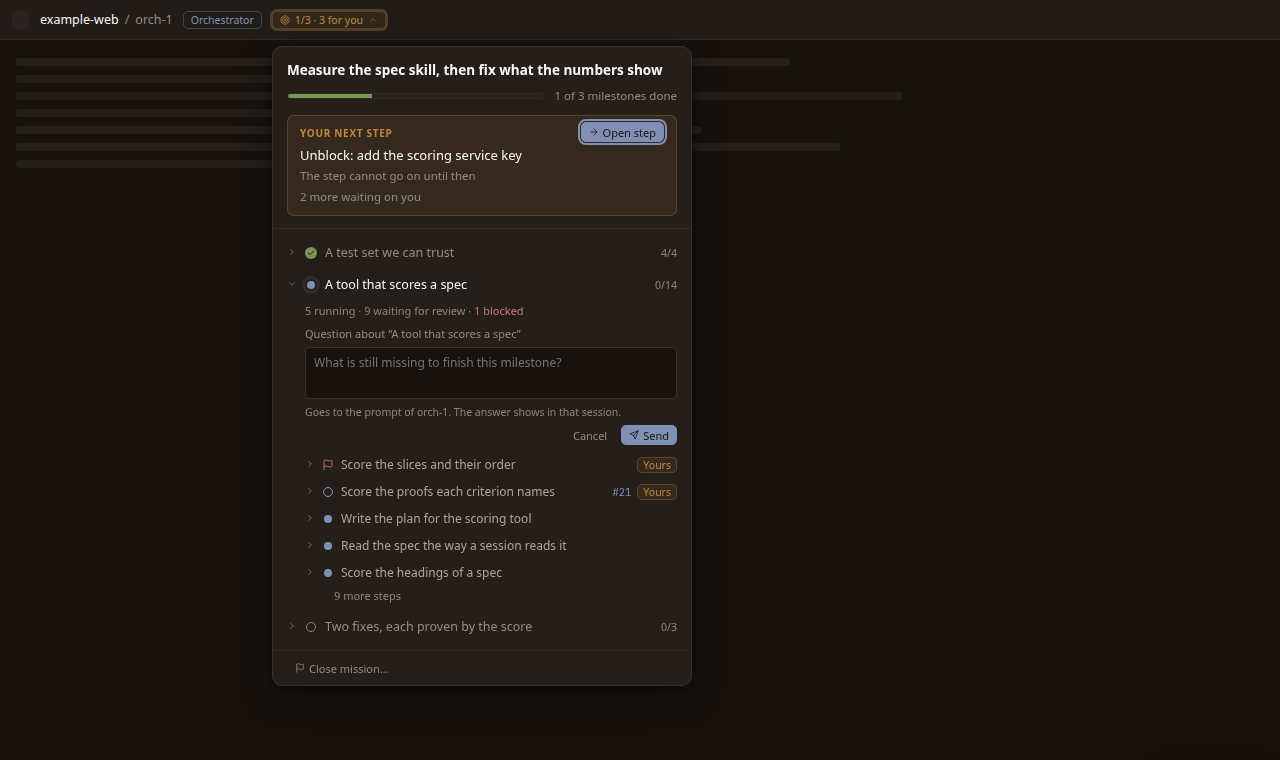 example-web / orch-1 Orchestrator 1/3 · 3 for you
Measure the spec skill, then fix what the numbers show
1 of 3 milestones done
YOUR NEXT STEP
Open step
Unblock: add the scoring service key
The step cannot go on until then
2 more waiting on you
A test set we can trust 4/4
A tool that scores a spec 0/14
5 running · 9 waiting for review · 1 blocked
Question about “A tool that scores a spec”
What is still missing to finish this milestone?
Goes to the prompt of orch-1. The answer shows in that session.
Cancel Send
Score the slices and their order Yours
Score the proofs each criterion names #21 Yours
Write the plan for the scoring tool
Read the spec the way a session reads it
Score the headings of a spec
9 more steps
Two fixes, each proven by the score 0/3
Close mission…